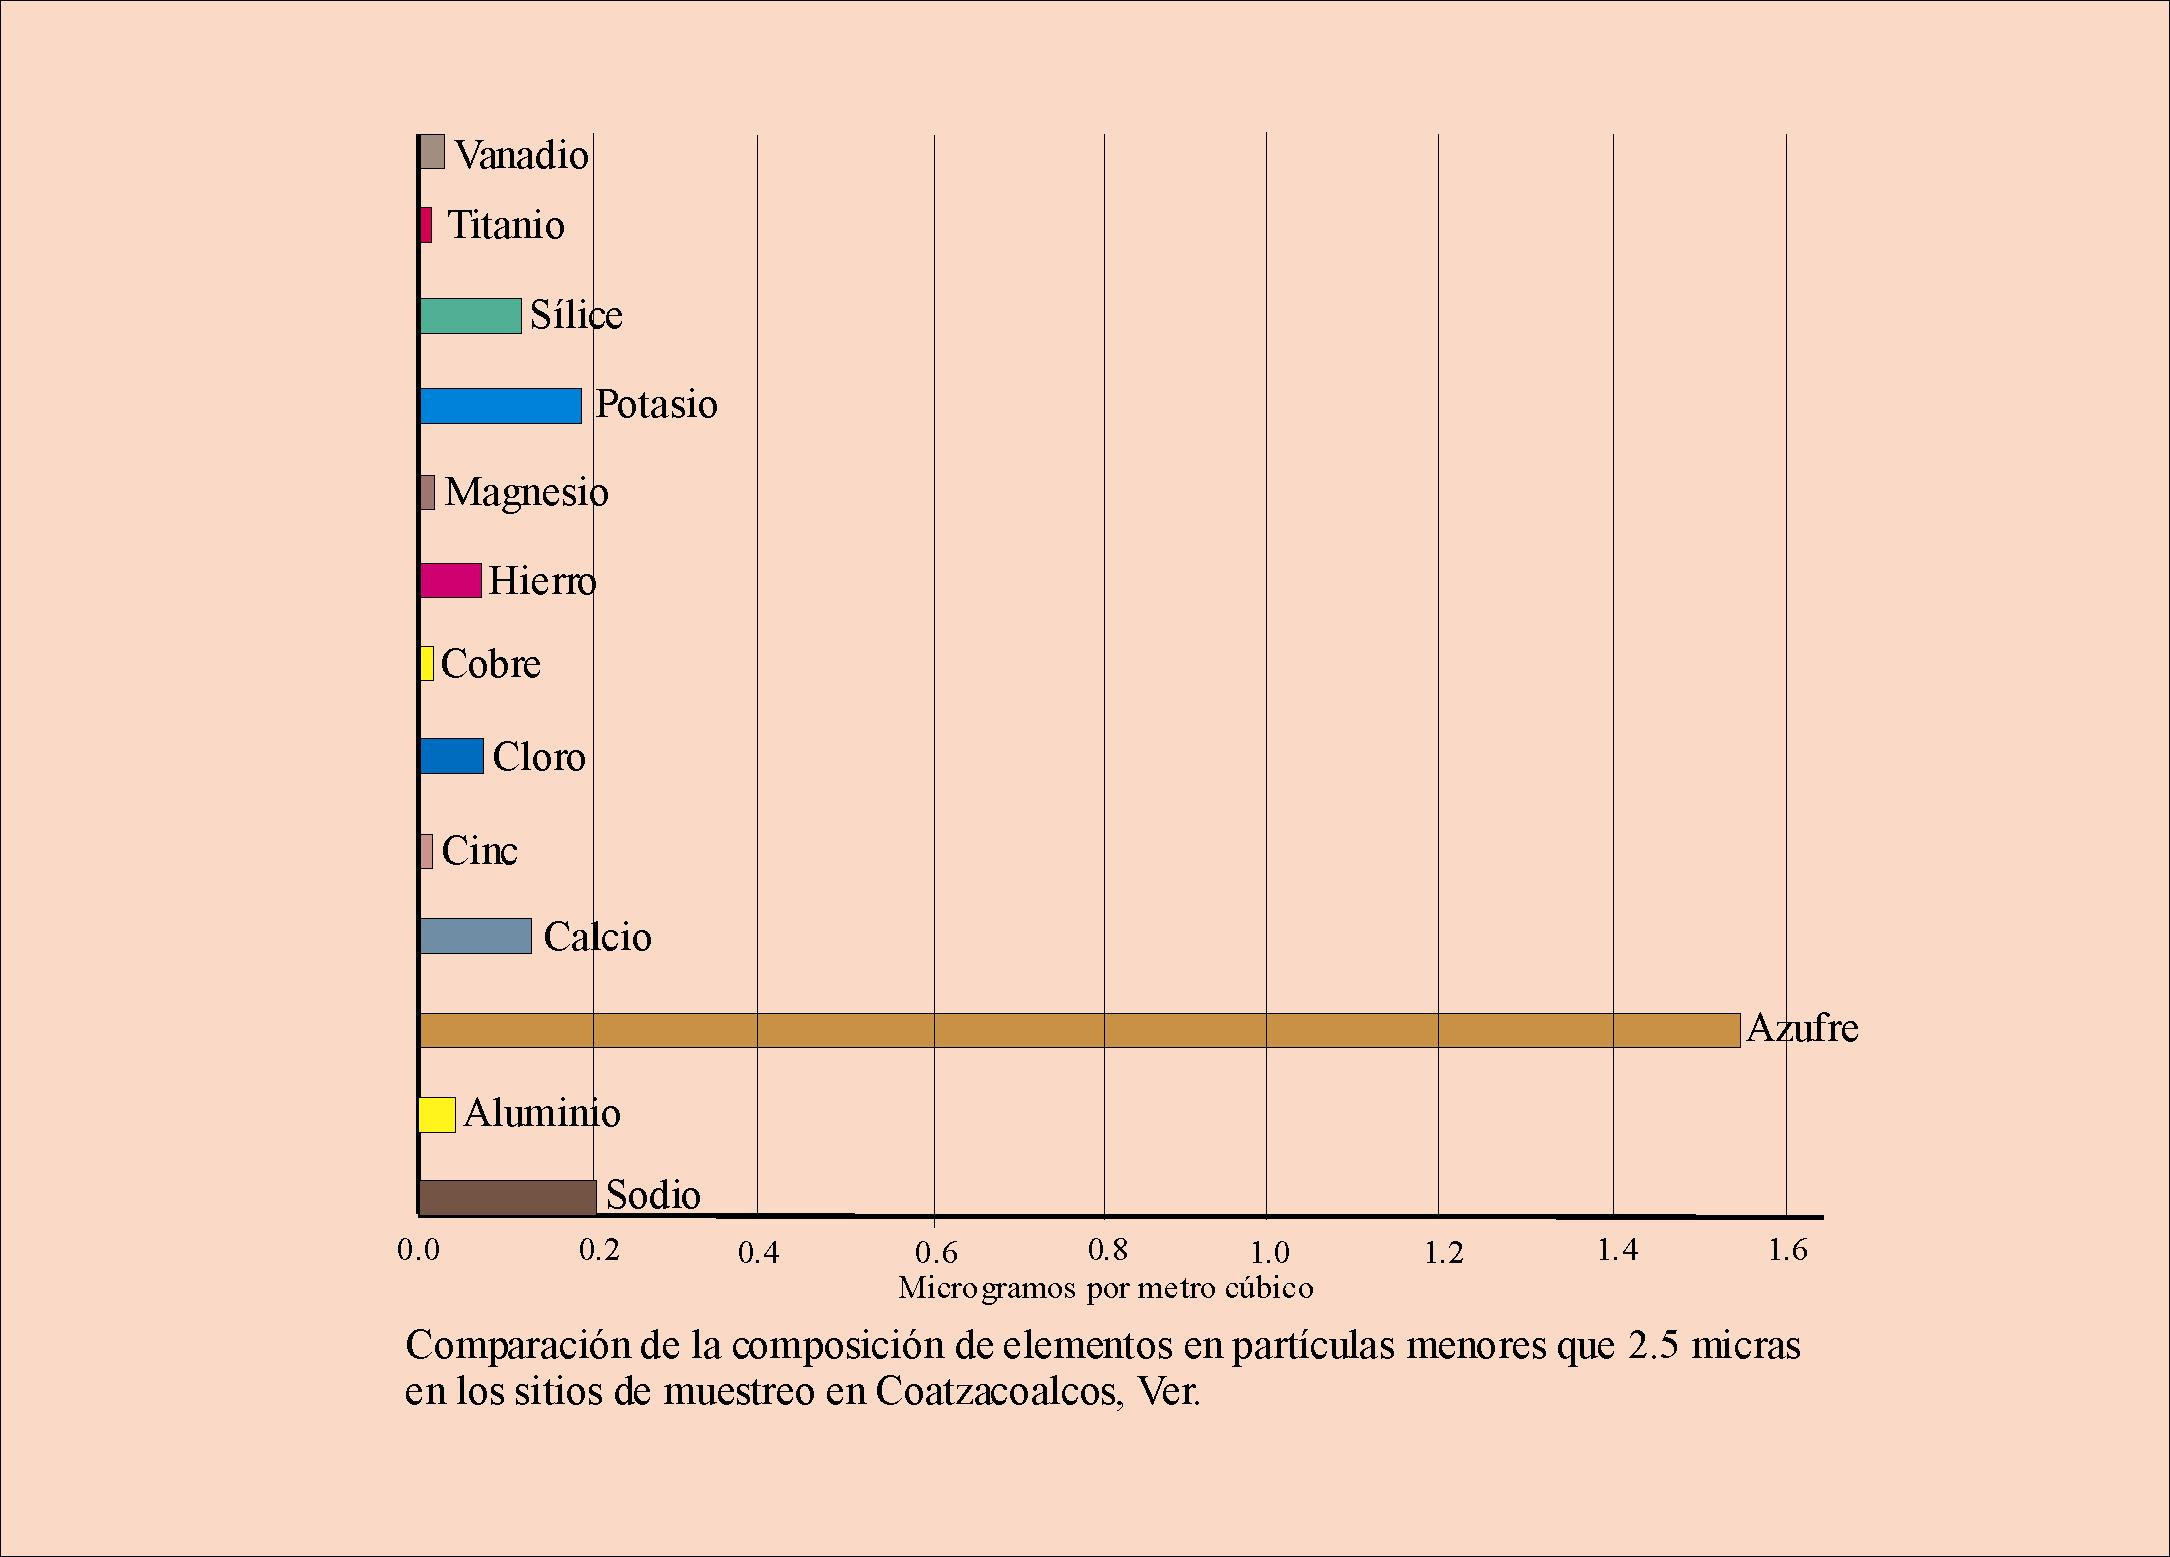 Vanadio
Titanio
Sílice
Potasio
Magnesio
Hierro
Cobre
Cloro
Cinc
Calcio
Azufre
Aluminio
Sodio
0.0 0.2 0.4 0.6 0.8 1.0 1.2 1.4 1.6
Microgramos por metro cúbico
Comparación de la composición de elementos en partículas menores que 2.5 micras
en los sitios de muestreo en Coatzacoalcos, Ver.